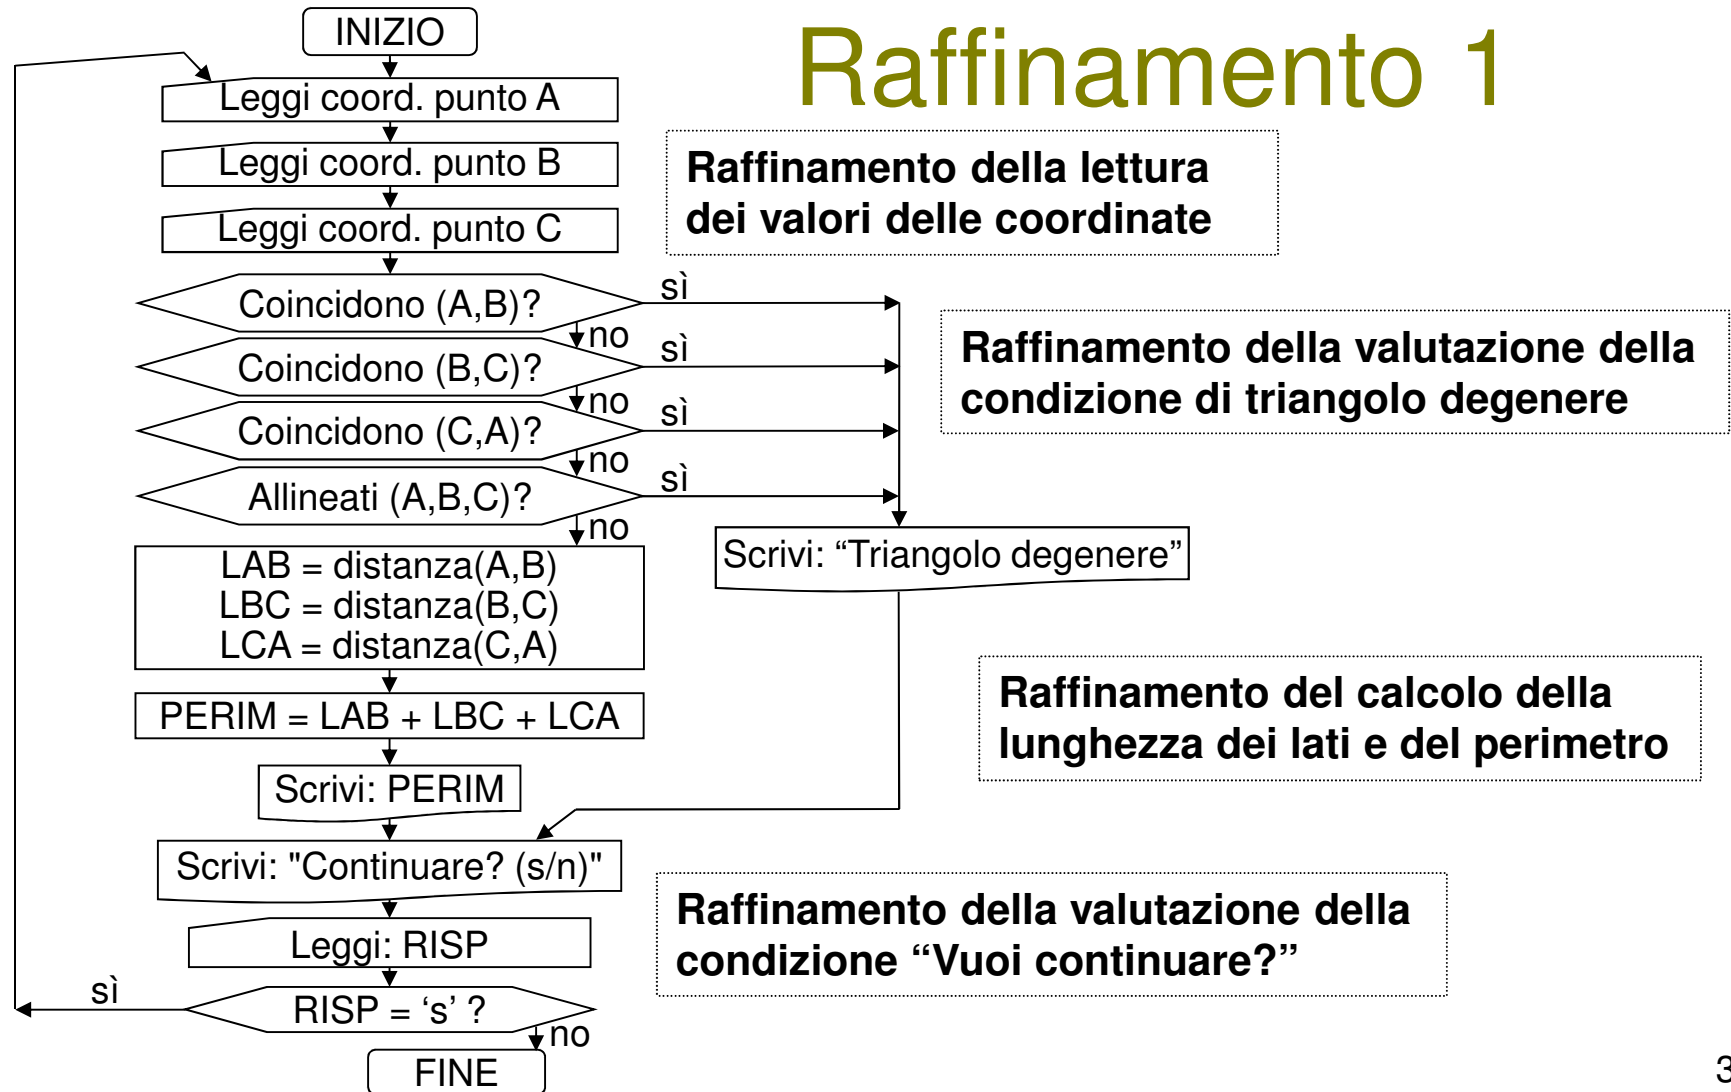 Raffinamento 1
INIZIO
Leggi coord. punto A
Leggi coord. punto B
Leggi coord. punto C
Raffinamento della lettura
dei valori delle coordinate
Coincidono (A,B)?
sì
no
Coincidono (B,C)?
sì
no
Coincidono (C,A)?
sì
no
Allineati (A,B,C)?
sì
no
Raffinamento della valutazione della
condizione di triangolo degenere
Scrivi: “Triangolo degenere”
LAB = distanza(A,B)
LBC = distanza(B,C)
LCA = distanza(C,A)
PERIM = LAB + LBC + LCA
Raffinamento del calcolo della
lunghezza dei lati e del perimetro
Scrivi: PERIM
Scrivi: "Continuare? (s/n)"
Leggi: RISP
Raffinamento della valutazione della
condizione “Vuoi continuare?”
sì
RISP = ‘s’ ?
no
FINE